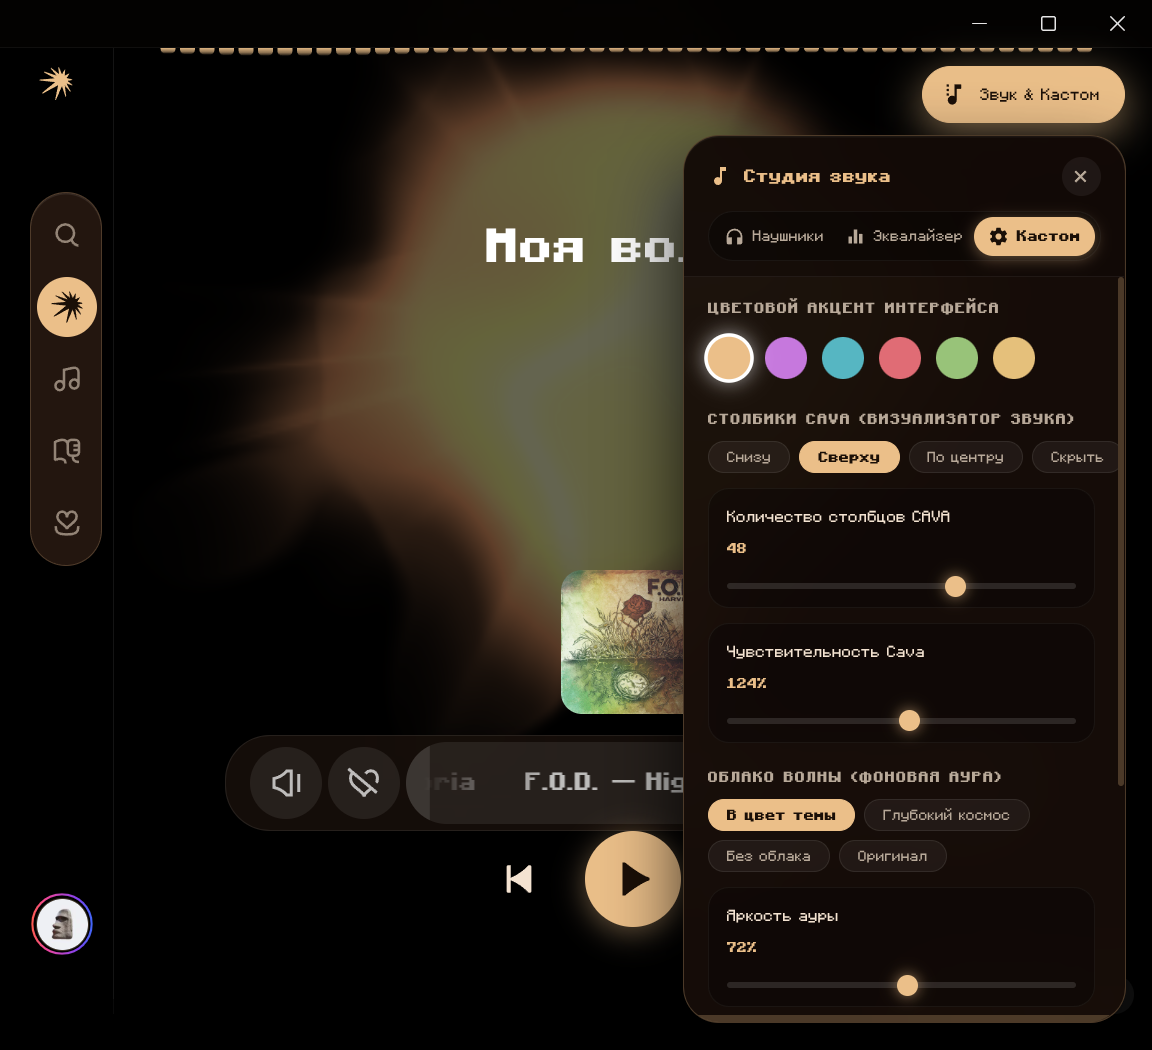 Звук & Кастом
Студия звука
Наушники
Эквалайзер
Кастом
Моя во
ЦВЕТОВОЙ АКЦЕНТ ИНТЕРФЕЙСА
СТОЛБИКИ CAVA (ВИЗУАЛИЗАТОР ЗВУКА)
Снизу
Сверху
По центру
Скрыть
Количество столбцов CAVA
48
Чувствительность Cava
124%
ОБЛАКО ВОЛНЫ (ФОНОВАЯ АУРА)
В цвет темы
Глубокий космос
Без облака
Оригинал
Яркость ауры
72%
ria F.O.D. — Hig